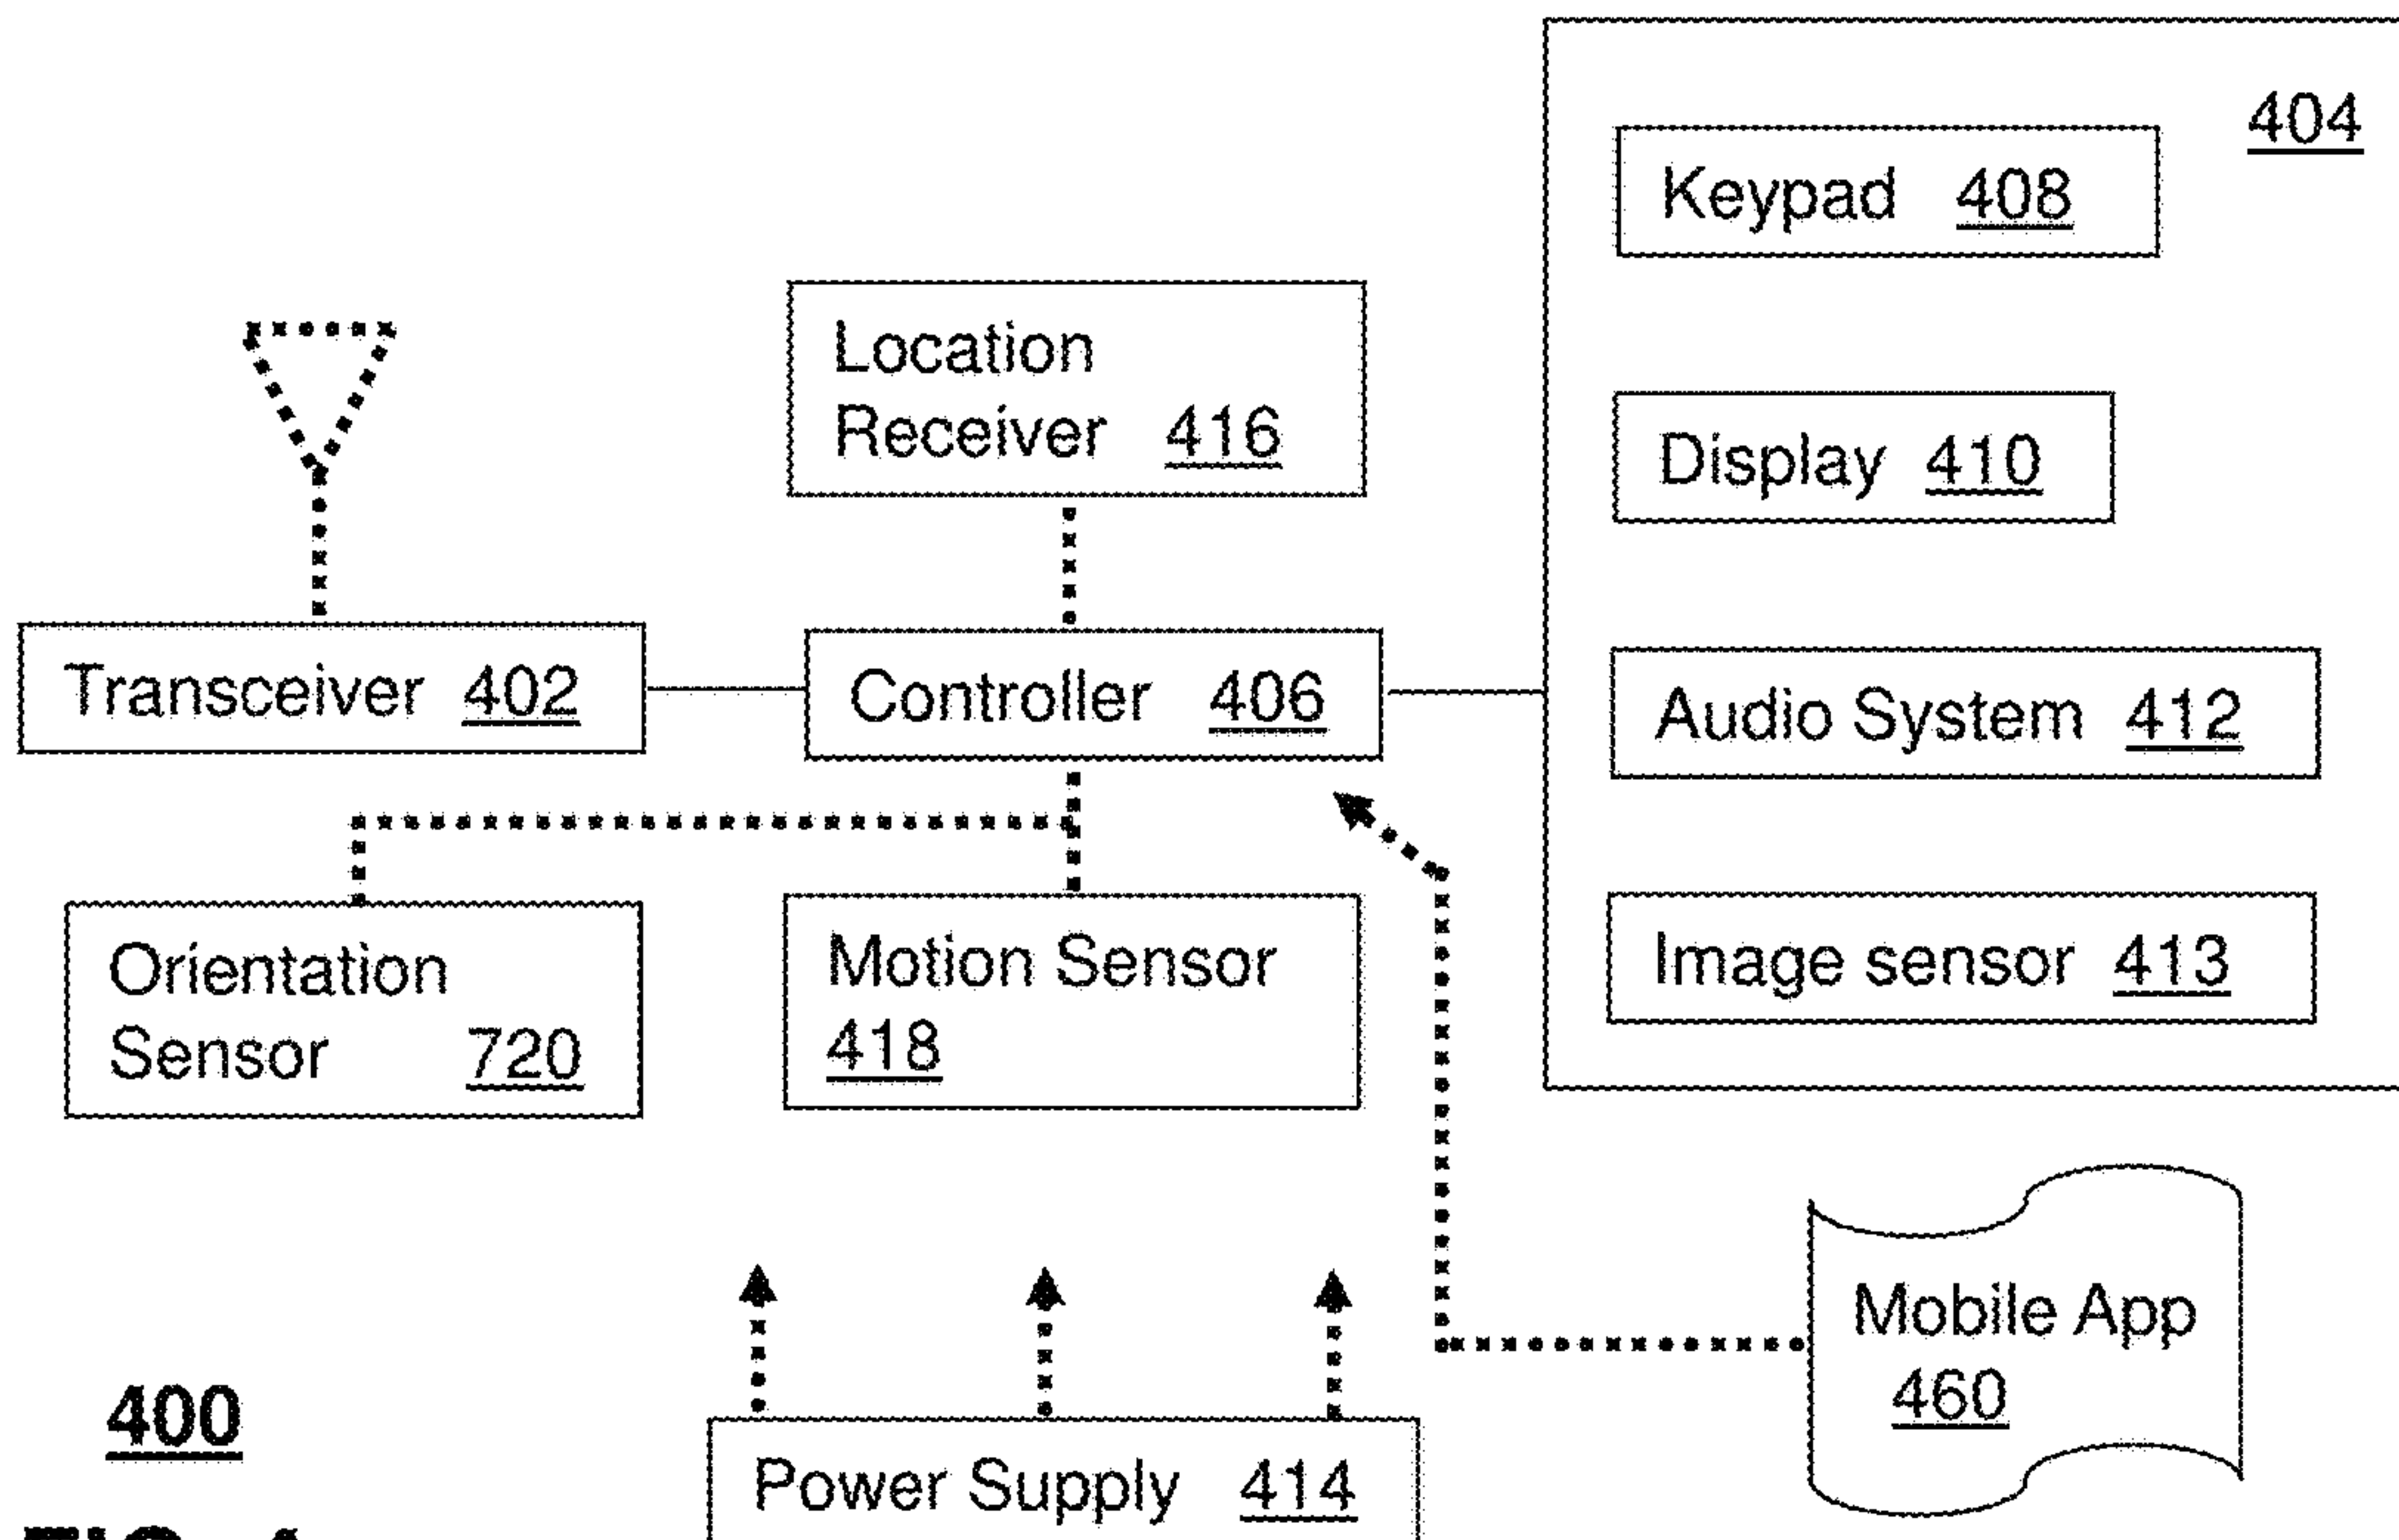 404
Keypad 408
Location
Receiver 416
Display 410
Transceiver 402
Controller 406
Audio System 412
Orientation
Sensor 720
Motion Sensor
418
Image sensor 413
Mobile App
460
400
Power Supply 414